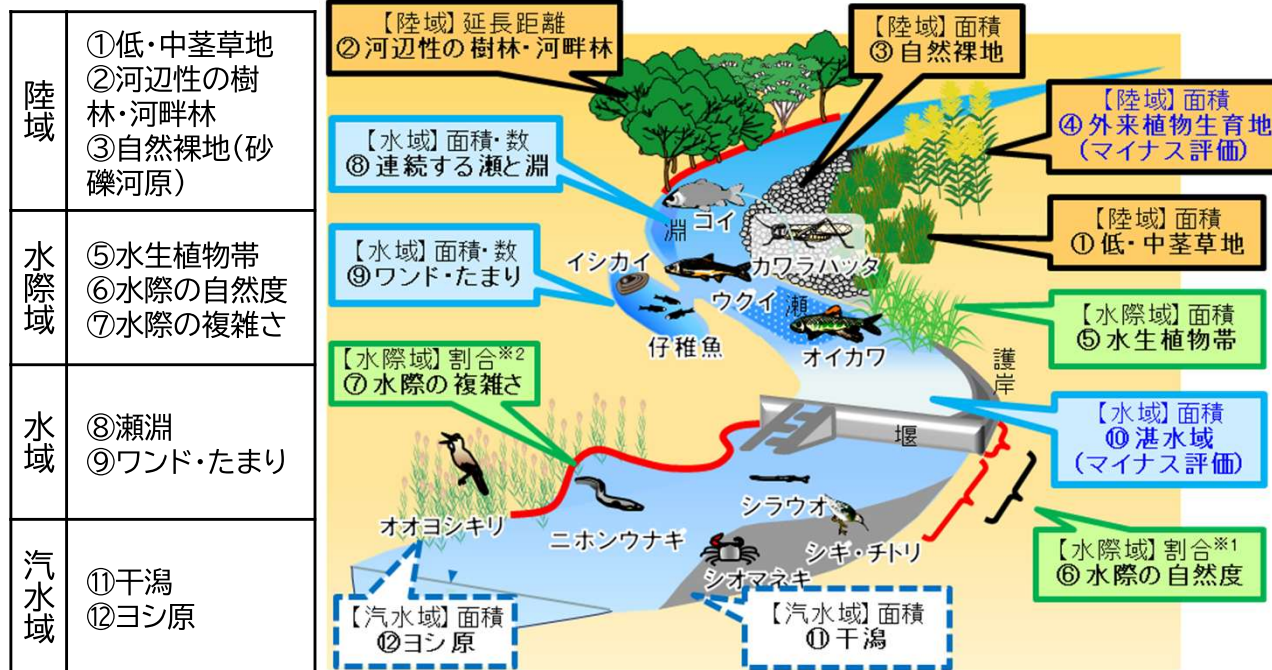 陸域
①低・中茎草地
②河辺性の樹
林・河畔林
③自然裸地(砂
礫河原)
水際域
⑤水生植物帯
⑥水際の自然度
⑦水際の複雑さ
水域
⑧瀬淵
⑨ワンド・たまり
汽水域
⑪干潟
⑫ヨシ原
【陸域】延長距離
②河辺性の樹林・河畔林
【陸域】面積
③自然裸地
【陸域】面積
④外来植物生育地
(マイナス評価)
【水域】面積・数
⑧連続する瀬と淵
【陸域】面積
①低・中茎草地
【水域】面積・数
⑨ワンド・たまり
コイ
淵
カワラバッタ
イシカイ
ウグイ
瀬
仔稚魚
オイカワ
【水際域】面積
⑤水生植物帯
護岸
【水際域】割合※2
⑦水際の複雑さ
堰
【水域】面積
⑩湛水域
(マイナス評価)
オオヨシキリ
ニホンウナギ
シラウオ
シギ・チドリ
シオマネキ
【水際域】割合※1
⑥水際の自然度
【汽水域】面積
⑫ヨシ原
【汽水域】面積
⑪干潟